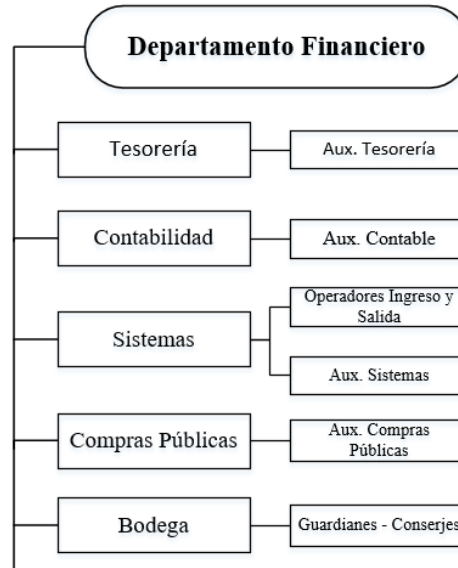 Departamento Financiero
Tesorería
Aux. Tesorería
Contabilidad
Aux. Contable
Operadores Ingreso y
Salida
Sistemas
Aux. Sistemas
Compras Públicas
Aux. Compras
Públicas
Bodega
Guardianes - Conserjes